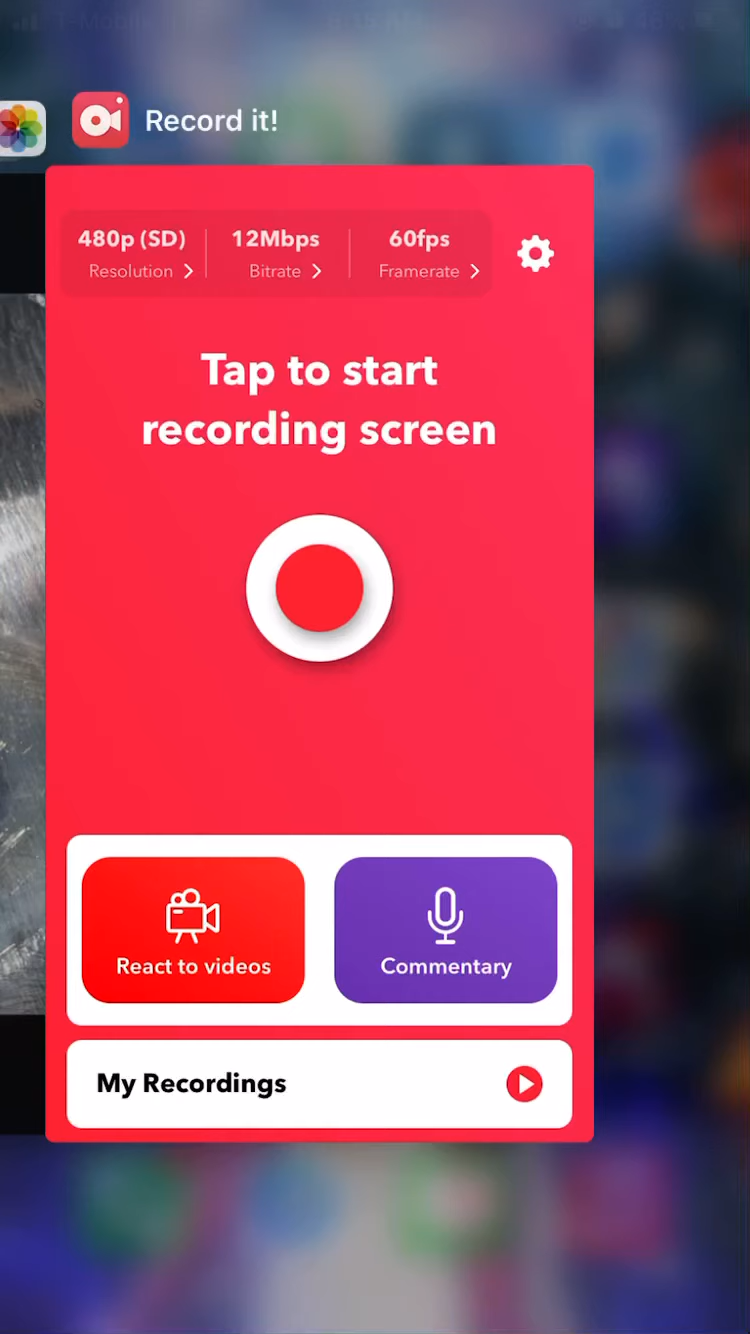 Record it!
480p (SD) 12Mbps 60fps
Resolution Bitrate Framerate
Tap to start
recording screen
React to videos Commentary
My Recordings